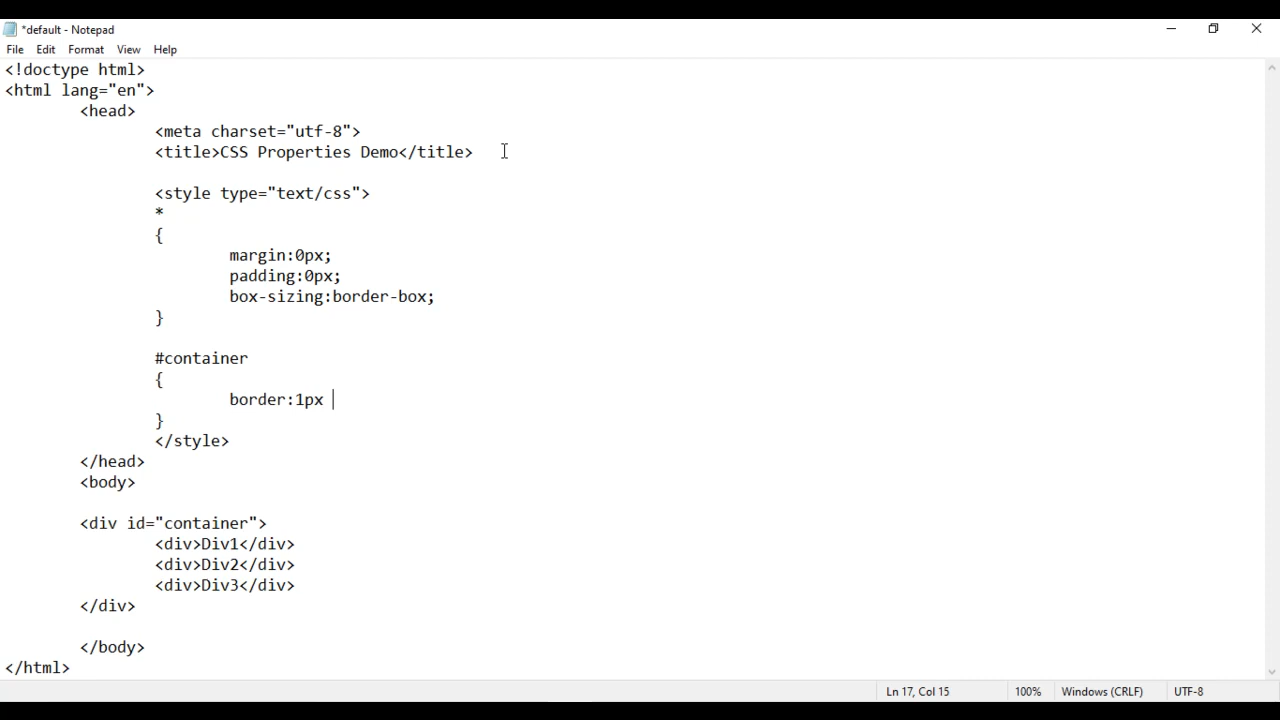 *default - Notepad
File Edit Format View Help
<!doctype html>
<html lang="en">
<head>
<meta charset="utf-8">
<title>CSS Properties Demo</title>
<style type="text/css">
*
{
margin:0px;
padding:0px;
box-sizing:border-box;
}
#container
{
border:1px
}
</style>
</head>
<body>
<div id="container">
<div>Div1</div>
<div>Div2</div>
<div>Div3</div>
</div>
</body>
</html>
Ln 17, Col 15 100% Windows (CRLF) UTF-8